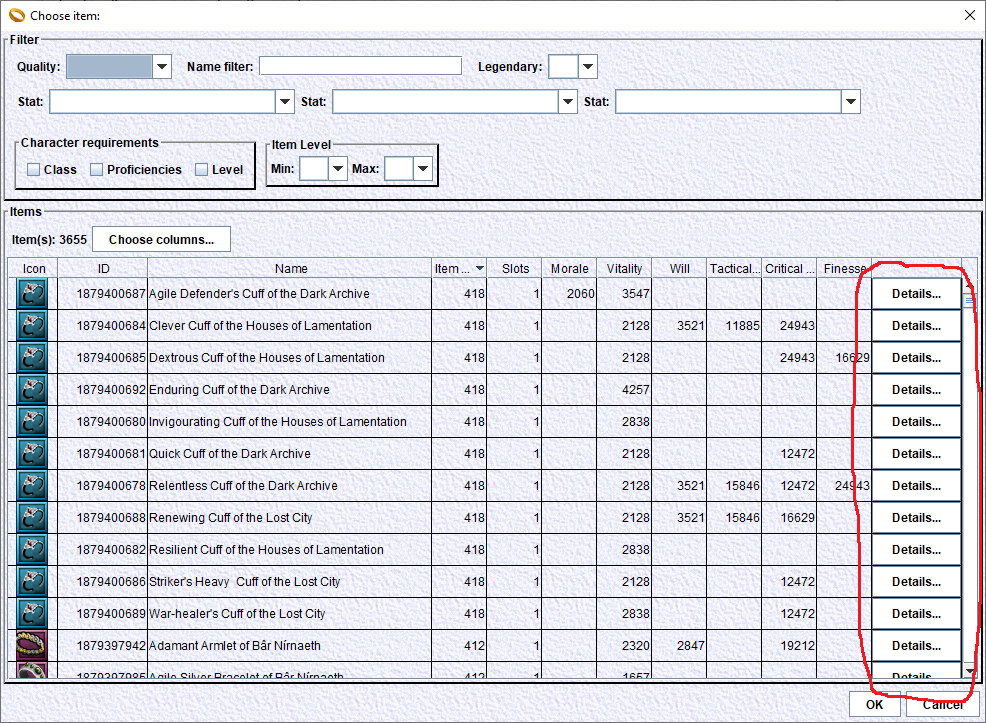 Choose item:
Filter
Quality: Name filter: Legendary:
Stat: Stat: Stat:
Character requirements
Class Proficiencies Level
Item Level
Min: Max:
Items
Item(s): 3655 Choose columns...
Icon ID Name Item ... Slots Morale Vitality Will Tactical... Critical ... Finesse
1879400687 Agile Defender's Cuff of the Dark Archive 418 1 2060 3547 Details...
1879400684 Clever Cuff of the Houses of Lamentation 418 1 2128 3521 11885 24943 Details...
1879400685 Dextrous Cuff of the Houses of Lamentation 418 1 2128 24943 16629 Details...
1879400692 Enduring Cuff of the Dark Archive 418 1 4257 Details...
1879400680 Invigourating Cuff of the Houses of Lamentation 418 1 2838 Details...
1879400681 Quick Cuff of the Dark Archive 418 1 2128 12472 Details...
1879400678 Relentless Cuff of the Dark Archive 418 1 2128 3521 15846 12472 24943 Details...
1879400688 Renewing Cuff of the Lost City 418 1 2128 3521 15846 16629 Details...
1879400682 Resilient Cuff of the Houses of Lamentation 418 1 2838 Details...
1879400686 Striker's Heavy  Cuff of the Lost City 418 1 2128 12472 Details...
1879400689 War-healer's Cuff of the Lost City 418 1 2838 12472 Details...
1879397942 Adamant Armlet of Bâr Nírnaeth 412 1 2320 2847 19212 Details...
1879397985 Agile Silver Bracelet of Bâr Nírnaeth 412 1 1657 Details...
OK Cancel